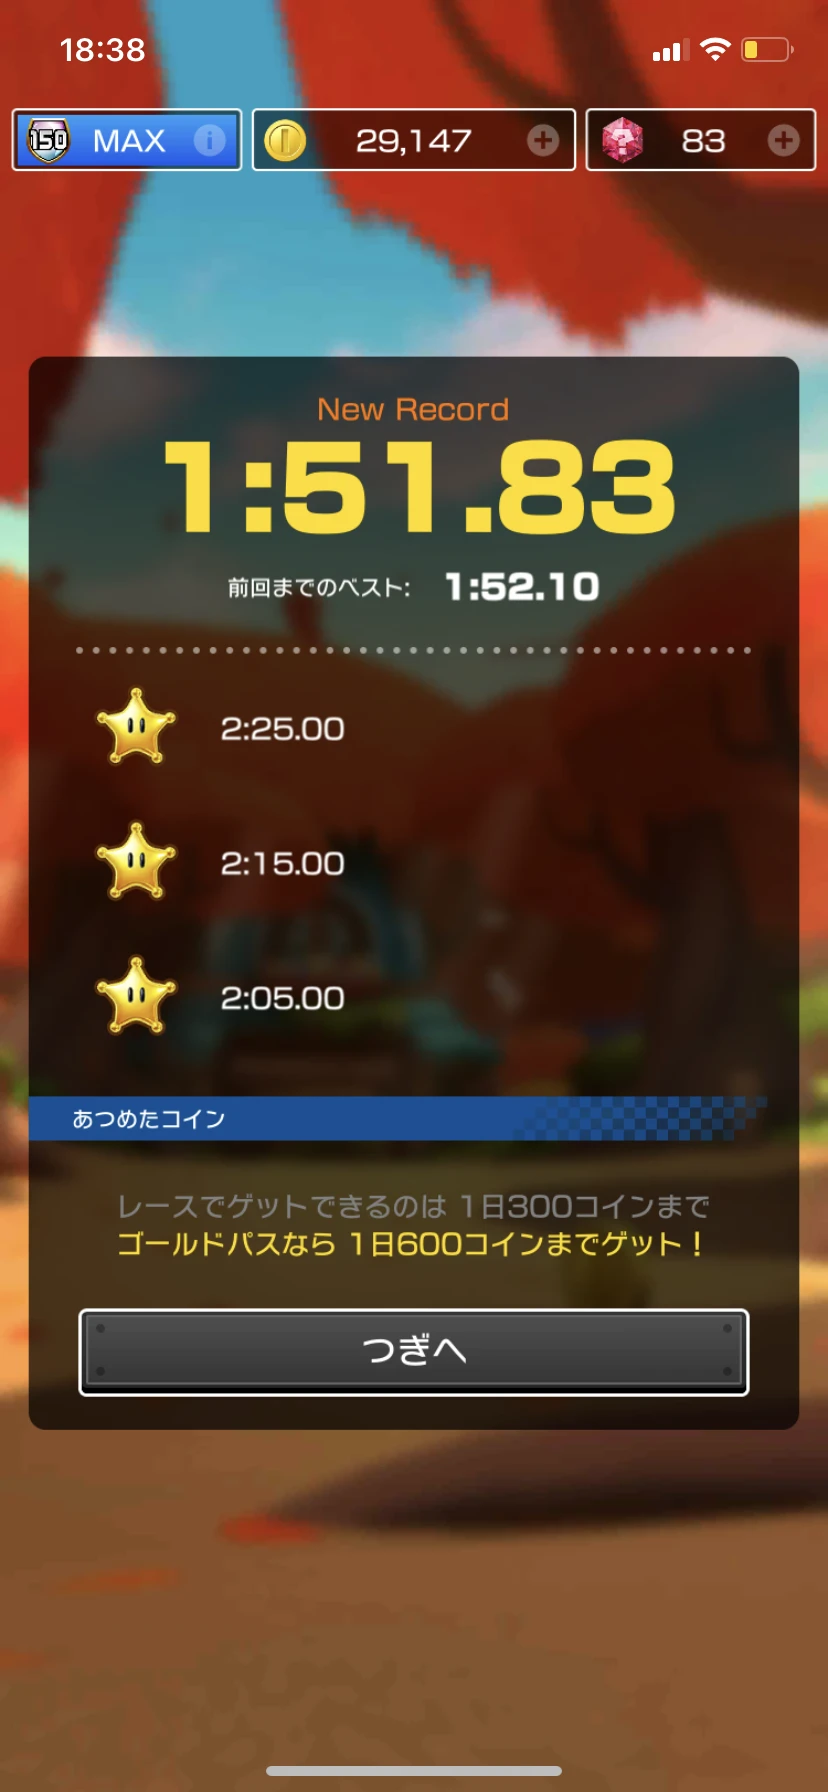 18:38
150 MAX i 29,147 + ? 83 +
New Record
1:51.83
前回までのベスト: 1:52.10
2:25.00
2:15.00
2:05.00
あつめたコイン
レースでゲットできるのは 1日300コインまで
ゴールドパスなら 1日600コインまでゲット！
つぎへ